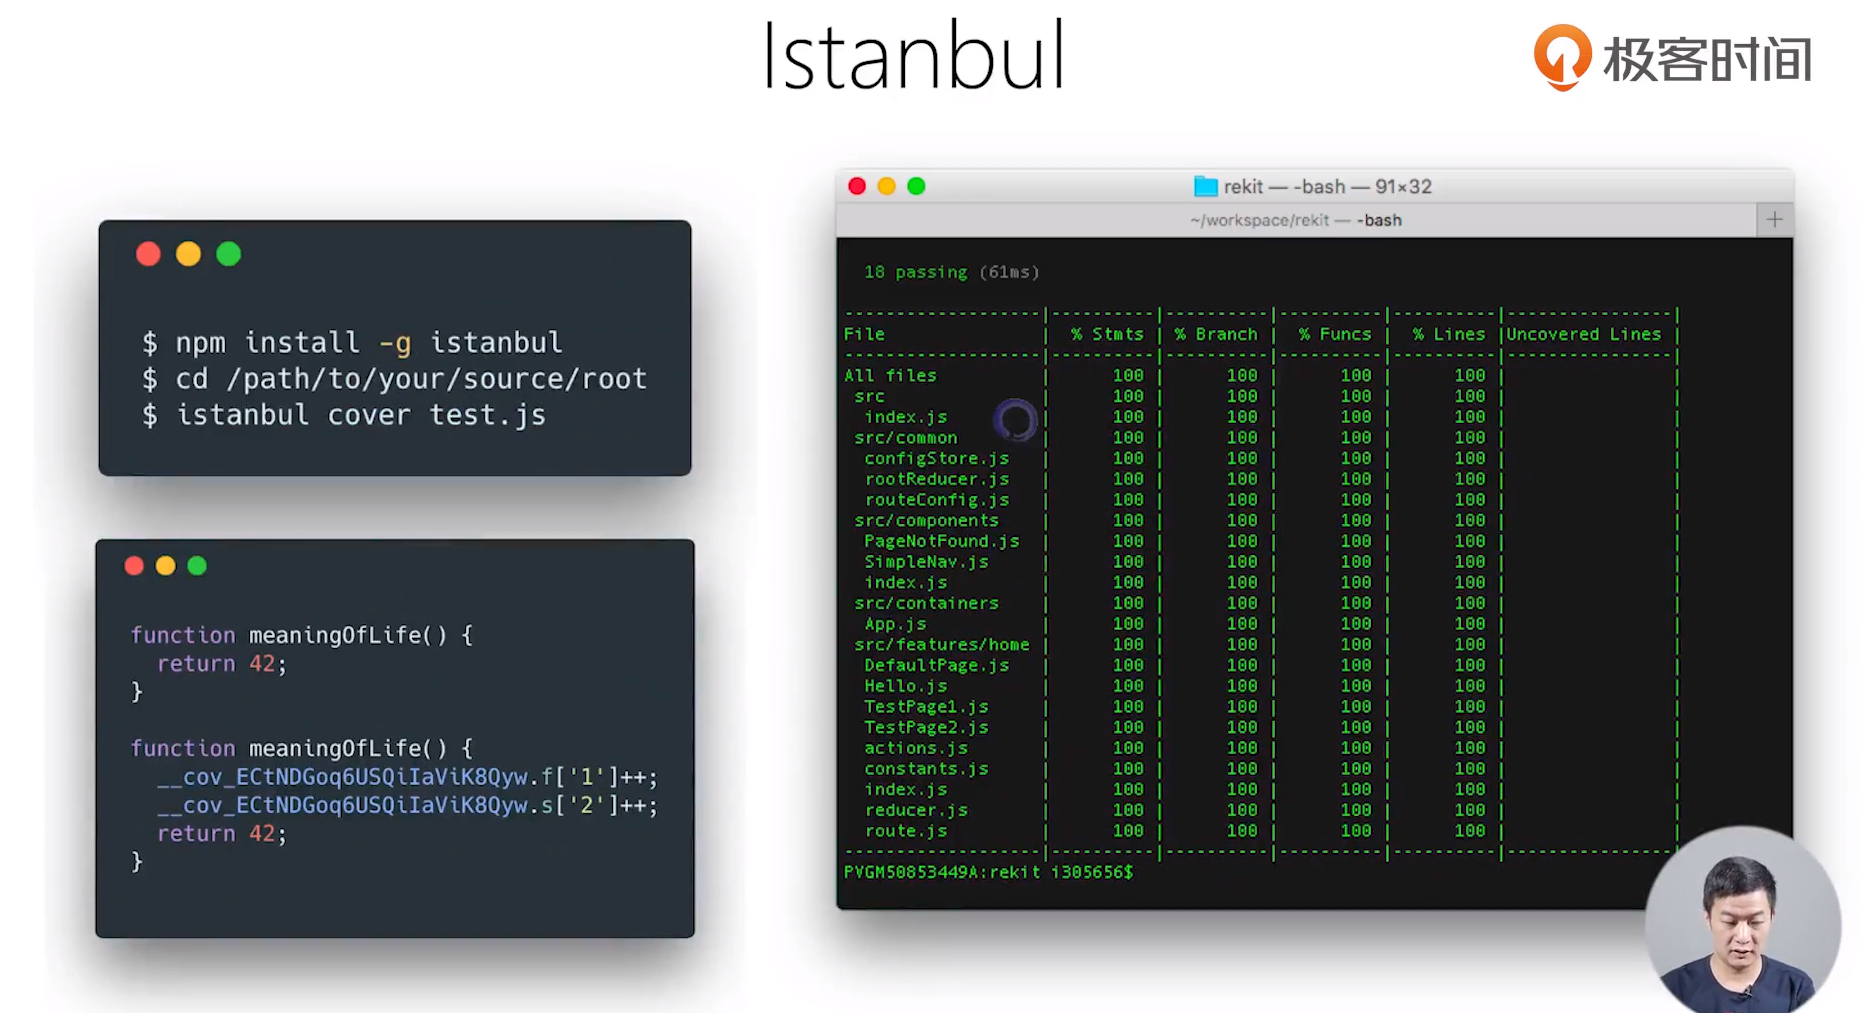 Istanbul
极客时间
$ npm install -g istanbul
$ cd /path/to/your/source/root
$ istanbul cover test.js
function meaningOfLife() {
  return 42;
}
function meaningOfLife() {
  __cov_ECtNDGoq6USQiIaViK8Qyw.f['1']++;
  __cov_ECtNDGoq6USQiIaViK8Qyw.s['2']++;
  return 42;
}
rekit — -bash — 91×32
~/workspace/rekit — -bash
+
18 passing (61ms)
File | % Stmts | % Branch | % Funcs | % Lines |Uncovered Lines |
All files | 100 | 100 | 100 | 100 | |
src | 100 | 100 | 100 | 100 | |
index.js | 100 | 100 | 100 | 100 | |
src/common | 100 | 100 | 100 | 100 | |
configStore.js | 100 | 100 | 100 | 100 | |
rootReducer.js | 100 | 100 | 100 | 100 | |
routeConfig.js | 100 | 100 | 100 | 100 | |
src/components | 100 | 100 | 100 | 100 | |
PageNotFound.js | 100 | 100 | 100 | 100 | |
SimpleNav.js | 100 | 100 | 100 | 100 | |
index.js | 100 | 100 | 100 | 100 | |
src/containers | 100 | 100 | 100 | 100 | |
App.js | 100 | 100 | 100 | 100 | |
src/features/home | 100 | 100 | 100 | 100 | |
DefaultPage.js | 100 | 100 | 100 | 100 | |
Hello.js | 100 | 100 | 100 | 100 | |
TestPage1.js | 100 | 100 | 100 | 100 | |
TestPage2.js | 100 | 100 | 100 | 100 | |
actions.js | 100 | 100 | 100 | 100 | |
constants.js | 100 | 100 | 100 | 100 | |
index.js | 100 | 100 | 100 | 100 | |
reducer.js | 100 | 100 | 100 | 100 | |
route.js | 100 | 100 | 100 | 100 | |
PVGM50853449A:rekit i305656$